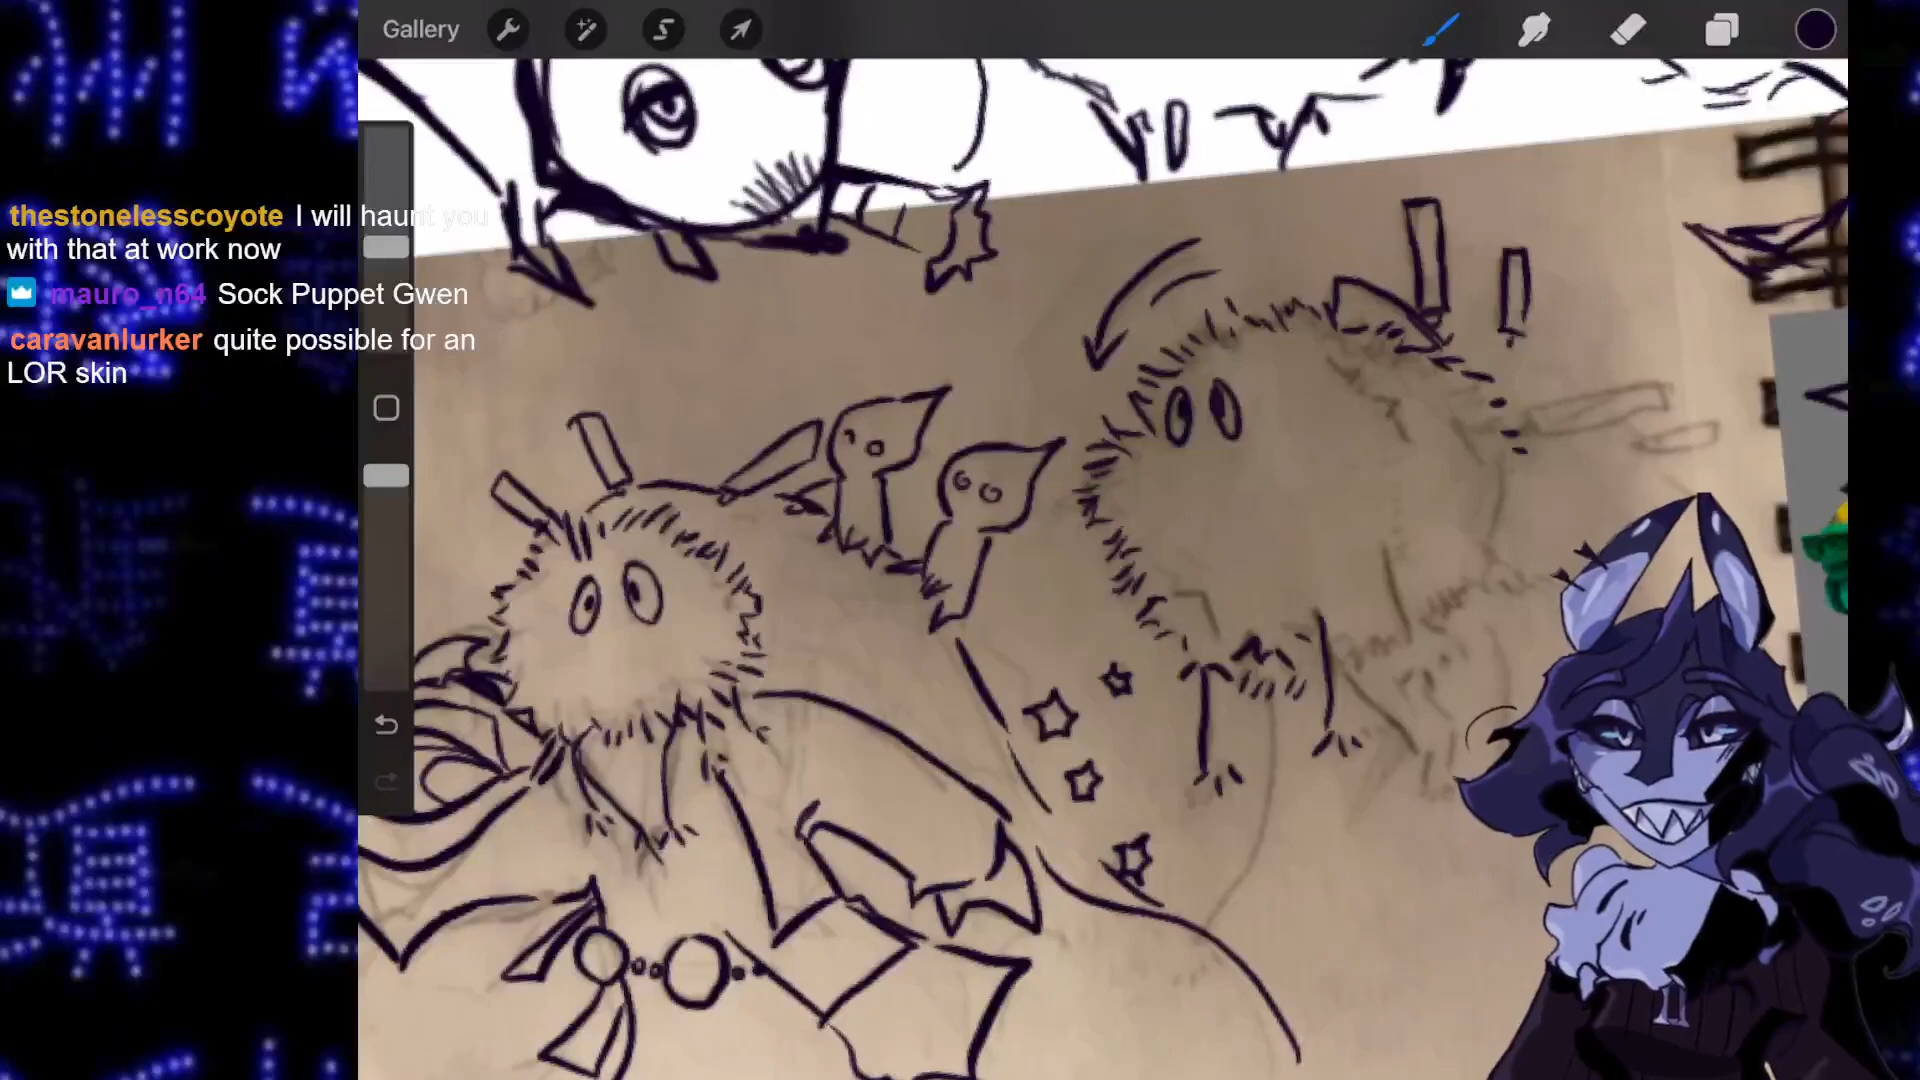 Gallery
thestonelesscoyote I will haunt you
with that at work now
mauro_n64 Sock Puppet Gwen
caravanlurker quite possible for an
LOR skin